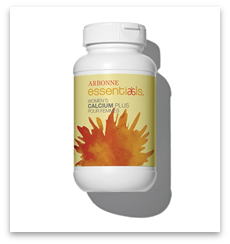 ARBONNE
essentials.
WOMEN'S
CALCIUM PLUS
POUR FEMMES